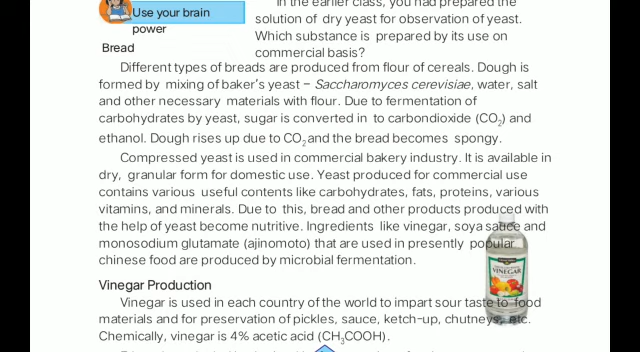 In the earlier class, you had prepared the
Use your brain
solution of dry yeast for observation of yeast.
power
Which substance is prepared by its use on
Bread
commercial basis?
Different types of breads are produced from flour of cereals. Dough is
formed by mixing of baker's yeast – Saccharomyces cerevisiae, water, salt
and other necessary materials with flour. Due to fermentation of
carbohydrates by yeast, sugar is converted in to carbondioxide (CO2) and
ethanol. Dough rises up due to CO2 and the bread becomes spongy.
Compressed yeast is used in commercial bakery industry. It is available in
dry, granular form for domestic use. Yeast produced for commercial use
contains various useful contents like carbohydrates, fats, proteins, various
vitamins, and minerals. Due to this, bread and other products produced with
the help of yeast become nutritive. Ingredients like vinegar, soya sauce and
monosodium glutamate (ajinomoto) that are used in presently popular
chinese food are produced by microbial fermentation.
VINEGAR
Vinegar Production
Vinegar is used in each country of the world to impart sour taste to food
materials and for preservation of pickles, sauce, ketch-up, chutneys, etc.
Chemically, vinegar is 4% acetic acid (CH3COOH).